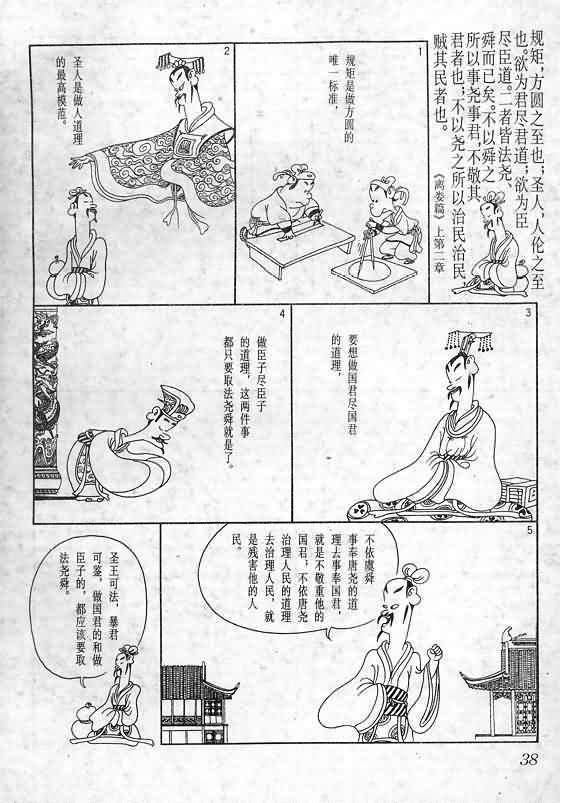 规矩，方圆之至也；圣人，人伦之至
也。欲为君尽君道；欲为臣
尽臣道。二者皆法尧、
舜而已矣。不以舜之
所以事尧事君，不敬其
君者也；不以尧之所以治民治民，
贼其民者也。
《离娄篇》上第二章
1
规矩是做方圆的
唯一标准，
2
圣人是做人道理
的最高模范。
3
要想做国君尽国君
的道理，
4
做臣子尽臣子
的道理，这两件事
都只要取法尧舜就是了。
5
不依虞舜
事奉唐尧的道
理去事奉国君，
就是不敬重他的
国君，不依唐尧
治理人民的道理
去治理人民，就
是残害他的人
民。
圣王可法，暴君
可鉴，做国君的和做
臣子的，都应该要取
法尧舜。
38